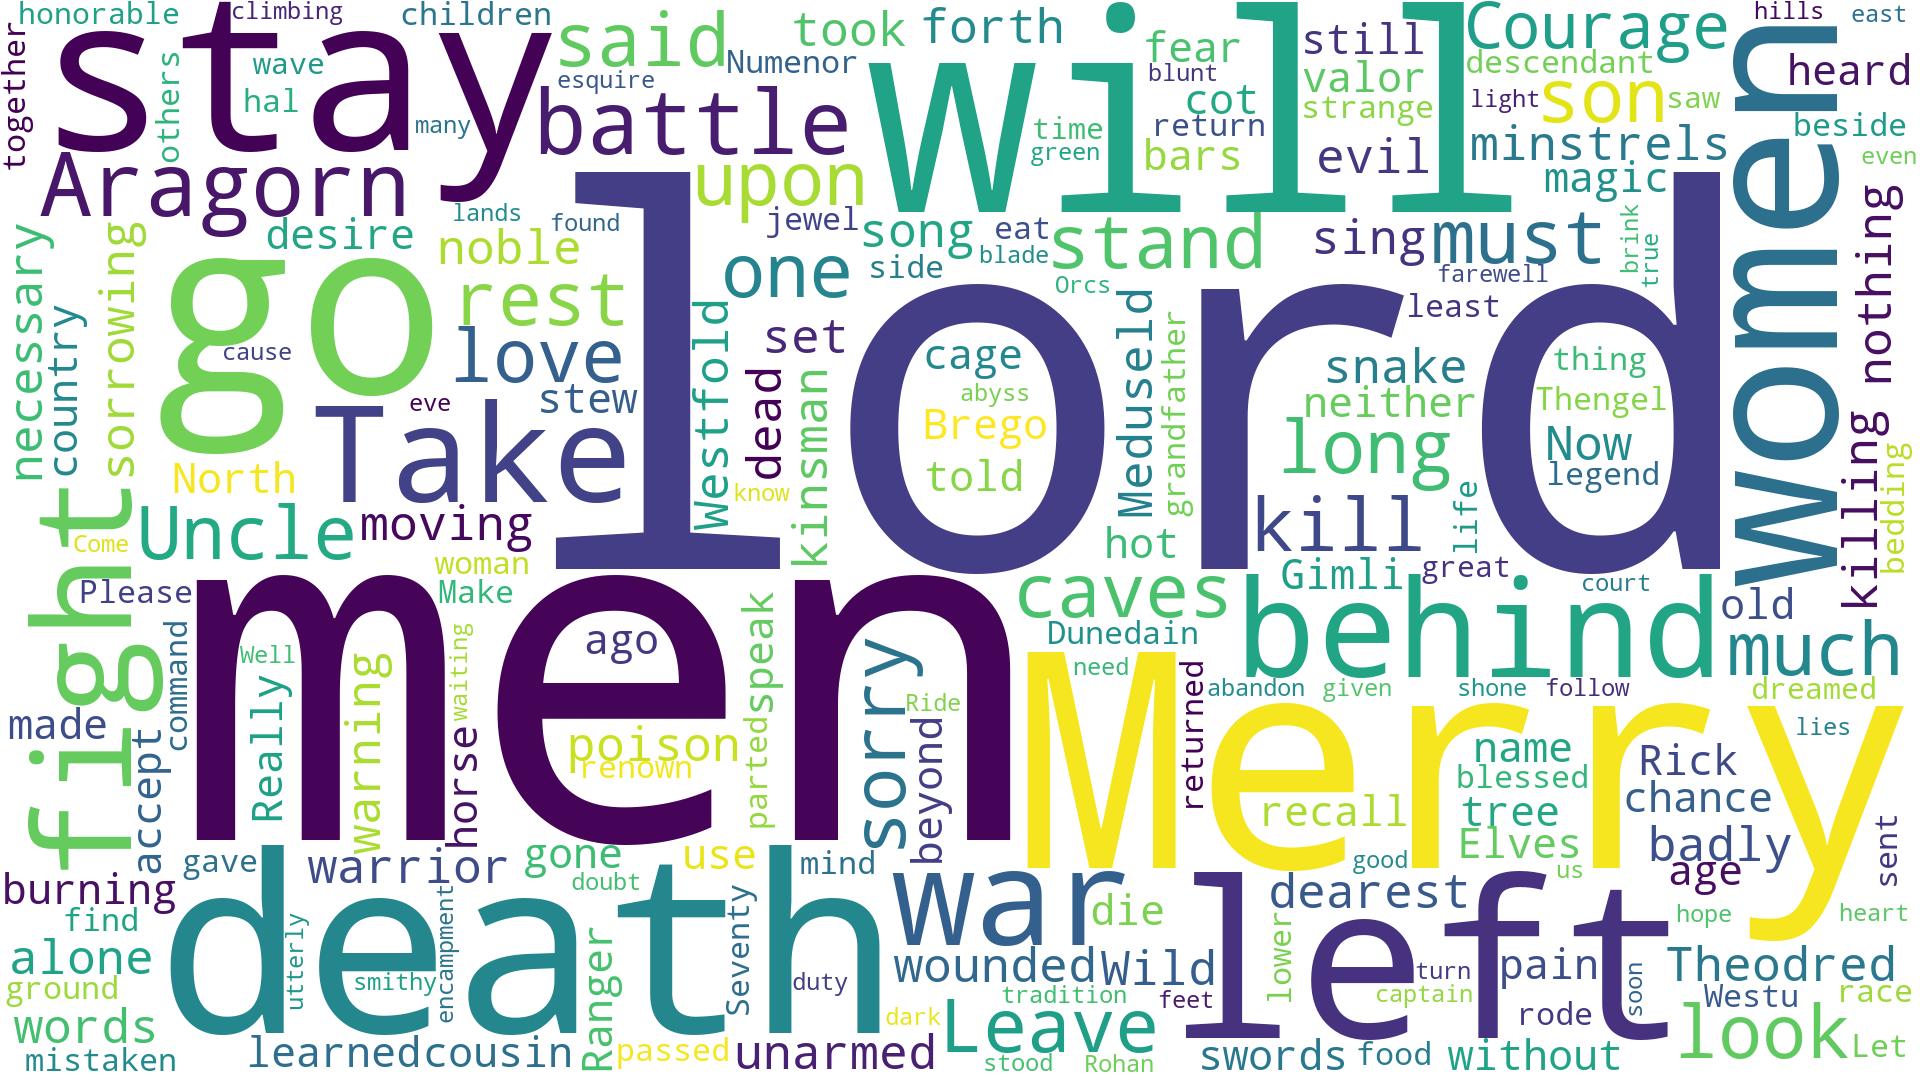 honorable
climbing
children
stay
said
took
forth
will
fear
still
Courage
hills
east
women
together
others
wave
hal
Numenor
esquire
many
battle
blunt
valor
descendant
heard
cot
strange
light
son
saw
time
return
green
bars
evil
minstrels
beside
even
magic
Aragorn
upon
lands
found
jewel
song
eat
stand
sing
must
brink
true
nothing
necessary
country
sorrowing
desire
noble
go
rest
one
side
blade
Orcs
farewell
least
lord
cause
love
Westfold
set
cage
Meduseld
grandfather
snake
thing
eve
stew
dead
kinsman
abyss
neither
Thengel
Take
Brego
long
Now
killing
bedding
North
know
told
legend
fight
Come
Uncle
moving
hot
kill
life
woman
Gimli
great
court
Please
Make
men
caves
behind
old
much
command
Well
ago
waiting
speak
sorry
Dunedain
need
Merry
made
accept
Really
warning
horse
poison
renown
parted
Ride
beyond
returned
abandon
given
shone
follow
dreamed
lies
name
blessed
Rick
chance
recall
tree
badly
Elves
burning
gave
warrior
gone
doubt
use
mind
war
good
us
age
sent
death
die
dearest
left
hope
heart
find
alone
utterly
encampment
Ranger
Seventy
wounded
Wild
lower
turn
pain
Theodred
ground
smithy
duty
tradition
feet
captain
soon
Westu
race
words
dark
Leave
rode
look
Let
mistaken
learned
cousin
passed
unarmed
stood
Rohan
swords
food
without